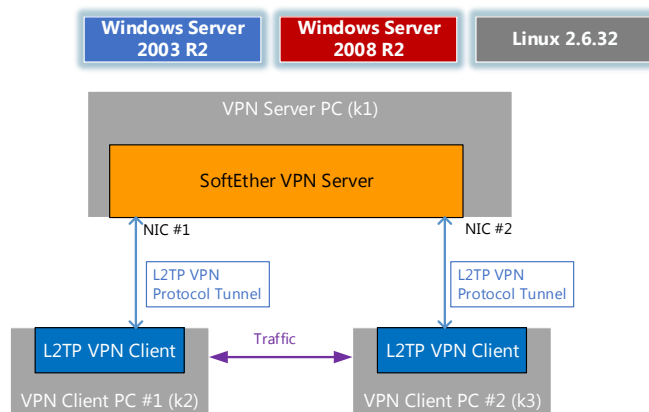 Windows Server
2003 R2
Windows Server
2008 R2
Linux 2.6.32
VPN Server PC (k1)
SoftEther VPN Server
NIC #1
NIC #2
L2TP VPN
Protocol Tunnel
L2TP VPN
Protocol Tunnel
L2TP VPN Client
Traffic
L2TP VPN Client
VPN Client PC #1 (k2)
VPN Client PC #2 (k3)